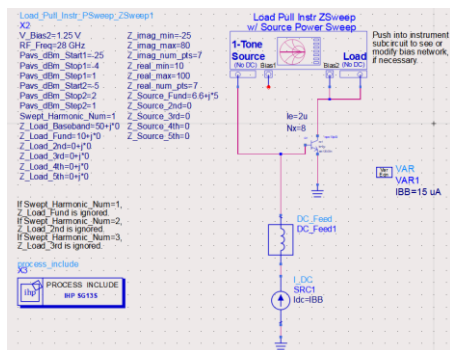 Load_Pull_Instr_PSweep_ZSweep1
X2
V_Bias2=1.25 V
RF_Freq=28 GHz
Pavs_dBm_Start1=-25
Pavs_dBm_Stop1=-4
Pavs_dBm_Step1=1
Pavs_dBm_Start2=-5
Pavs_dBm_Stop2=2
Pavs_dBm_Step2=1
Swept_Harmonic_Num=1
Z_Load_Baseband=50+j*0
Z_Load_Fund=10+j*0
Z_Load_2nd=0+j*0
Z_Load_3rd=0+j*0
Z_Load_4th=0+j*0
Z_Load_5th=0+j*0
Z_imag_min=-25
Z_imag_max=80
Z_imag_num_pts=7
Z_real_min=10
Z_real_max=100
Z_real_num_pts=7
Z_Source_Fund=6.6+j*5
Z_Source_2nd=0
Z_Source_3rd=0
Z_Source_4th=0
Z_Source_5th=0
If Swept_Harmonic_Num=1,
Z_Load_Fund is ignored.
If Swept_Harmonic_Num=2,
Z_Load_2nd is ignored.
If Swept_Harmonic_Num=3,
Z_Load_3rd is ignored.
process_include
X3
ihp
PROCESS INCLUDE
IHP SG13S
Load Pull Instr ZSweep
w/ Source Power Sweep
1-Tone
Source
(No DC)
Bias1
Bias2
Load
(No DC)
Push into instrument
subcircuit to see or
modify bias network,
if necessary.
le=2u
Nx=8
Var
Eqn
VAR
VAR1
IBB=15 uA
DC_Feed
DC_Feed1
I_DC
SRC1
Idc=IBB